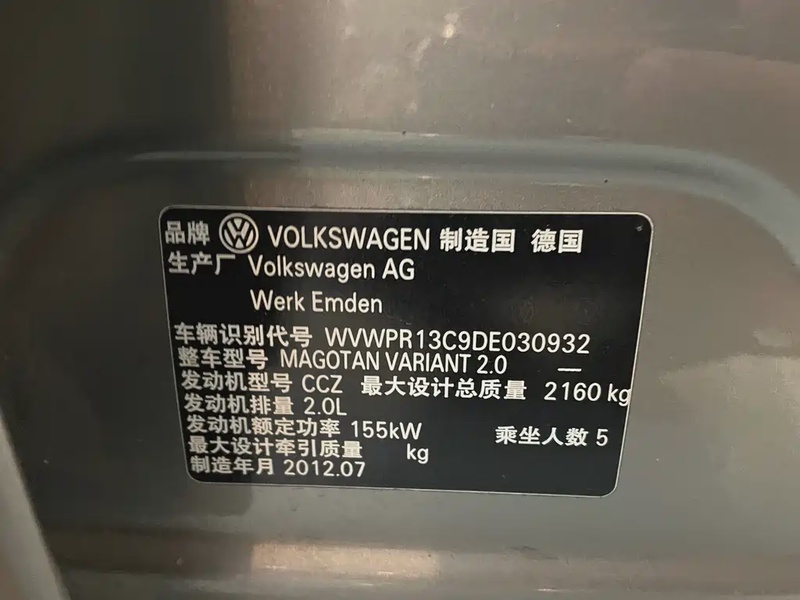 品牌 VOLKSWAGEN 制造国 德国
生产厂 Volkswagen AG
Werk Emden
车辆识别代号 WVWPR13C9DE030932
整车型号 MAGOTAN VARIANT 2.0 —
发动机型号 CCZ 最大设计总质量 2160 kg
发动机排量 2.0L
发动机额定功率 155kW 乘坐人数 5
最大设计牵引质量 kg
制造年月 2012.07